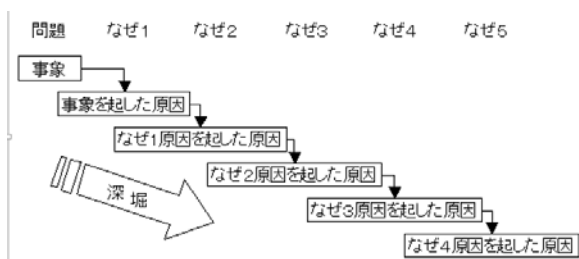 問題 なぜ1 なぜ2 なぜ3 なぜ4 なぜ5
事象
事象を起した原因
なぜ1原因を起した原因
なぜ2原因を起した原因
なぜ3原因を起した原因
なぜ4原因を起した原因
深堀